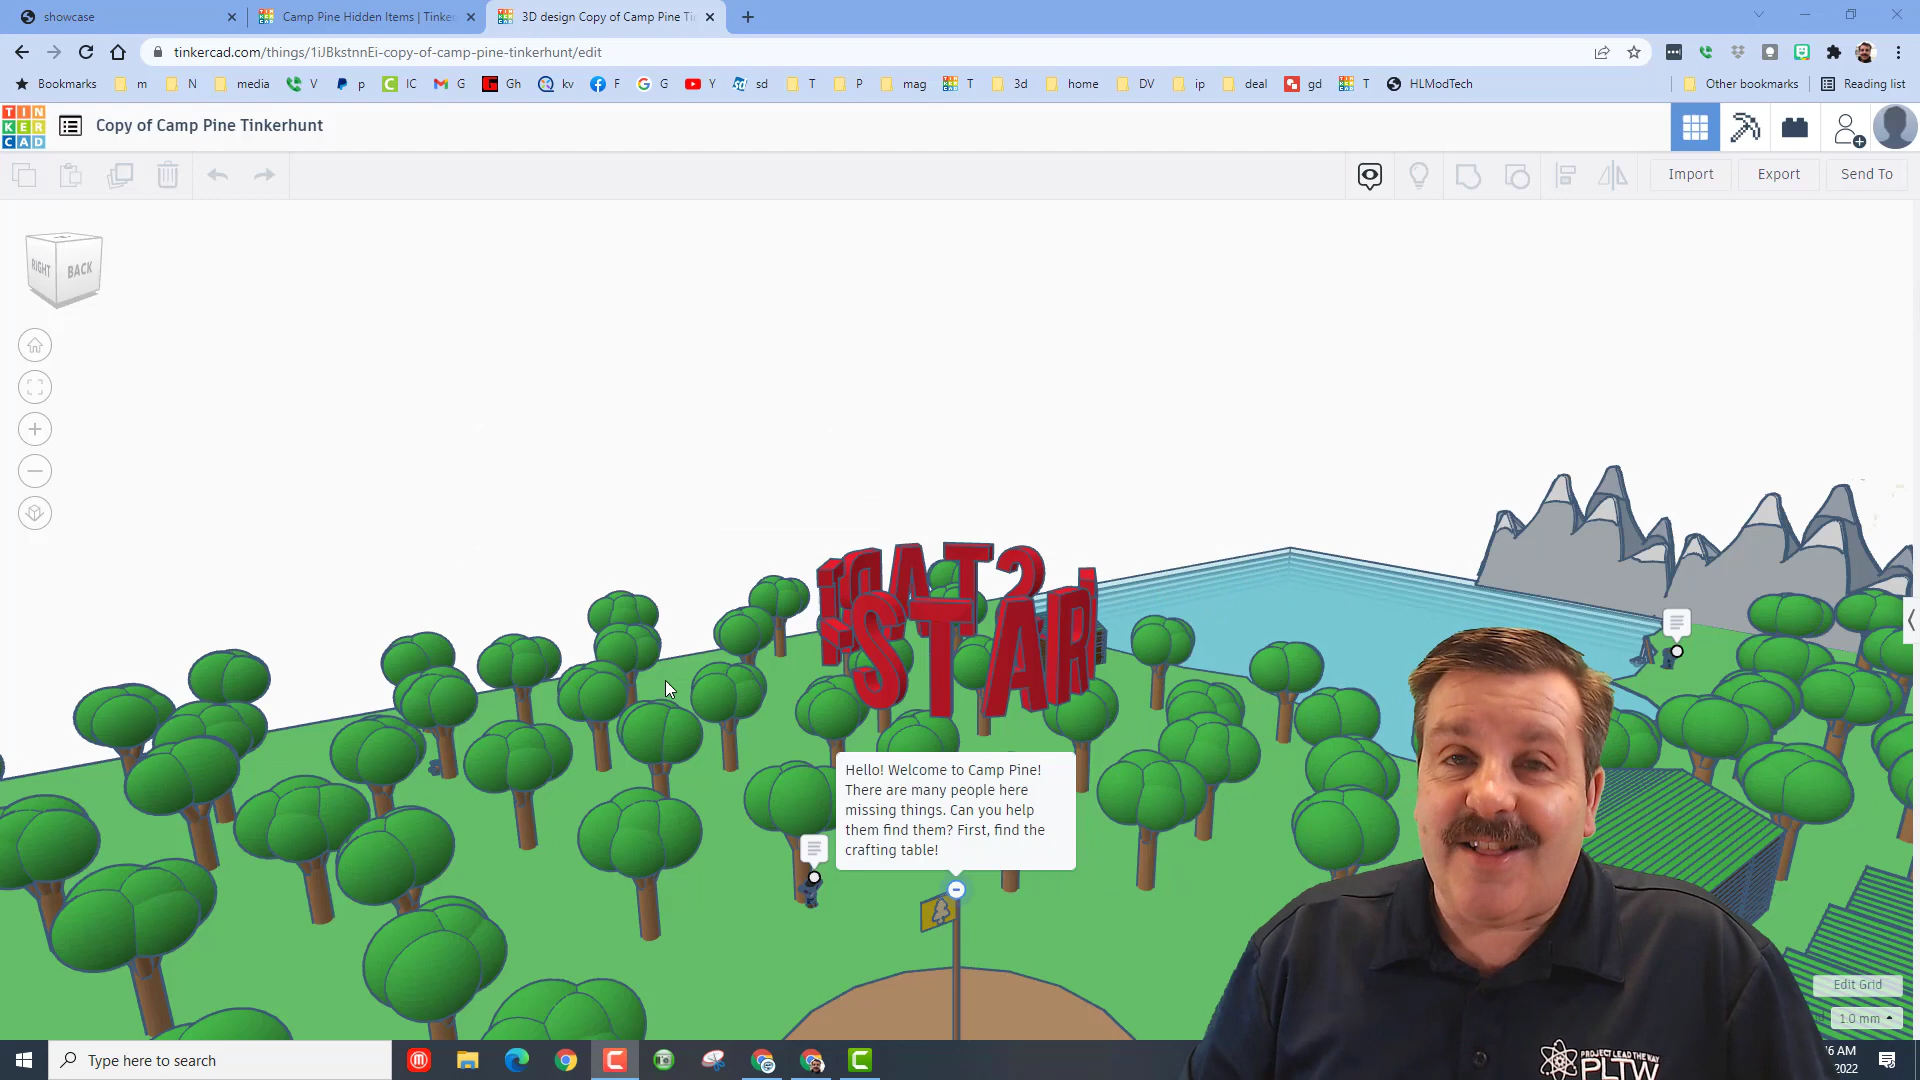 showcase
Camp Pine Hidden Items | Tinker
3D design Copy of Camp Pine Ti
tinkercad.com/things/1iJBkstnnEi-copy-of-camp-pine-tinkerhunt/edit
Bookmarks m N media V p IC G Gh kv F G Y sd T P mag T 3d home DV ip deal gd T HLModTech Other bookmarks Reading list
TIN
KER
CAD
Copy of Camp Pine Tinkerhunt
Import Export Send To
RIGHT BACK
STAR
Hello! Welcome to Camp Pine!
There are many people here
missing things. Can you help
them find them? First, find the
crafting table!
Edit Grid
1.0 mm
PROJECT LEAD THE WAY
PLTW
Type here to search
6 AM
2022